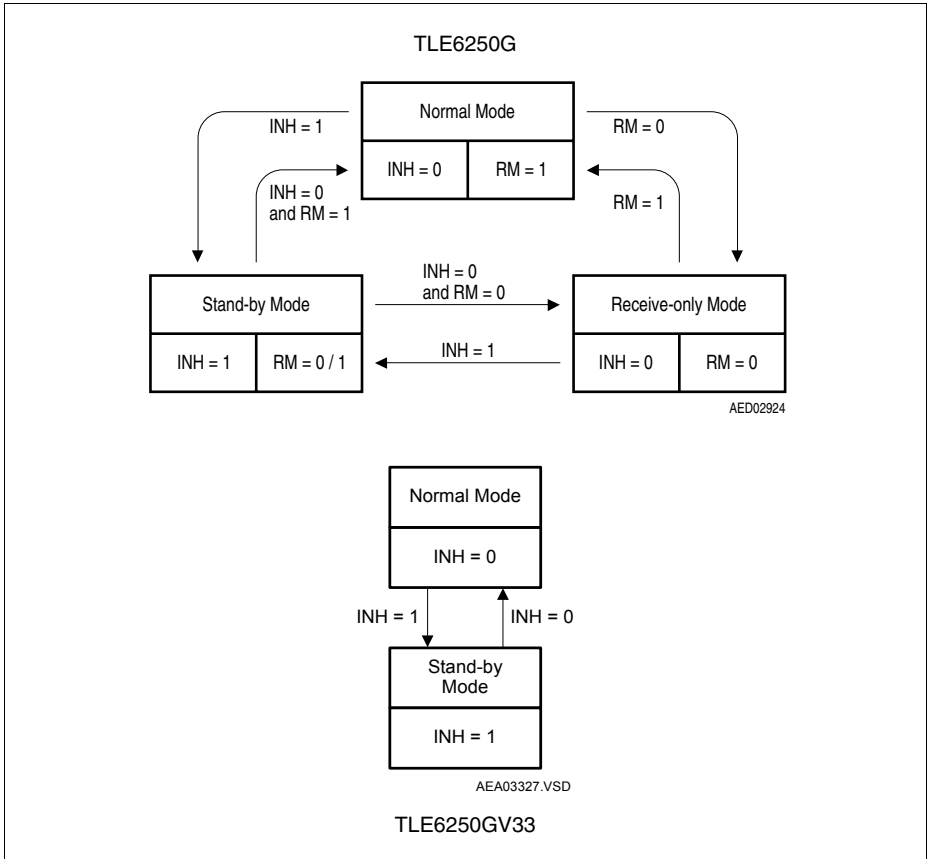 TLE6250G
Normal Mode
INH = 0
RM = 1
INH = 1
RM = 0
INH = 0
and RM = 1
RM = 1
INH = 0
and RM = 0
INH = 1
Stand-by Mode
INH = 1
RM = 0 / 1
Receive-only Mode
INH = 0
RM = 0
AED02924
Normal Mode
INH = 0
INH = 1
INH = 0
Stand-by
Mode
INH = 1
AEA03327.VSD
TLE6250GV33